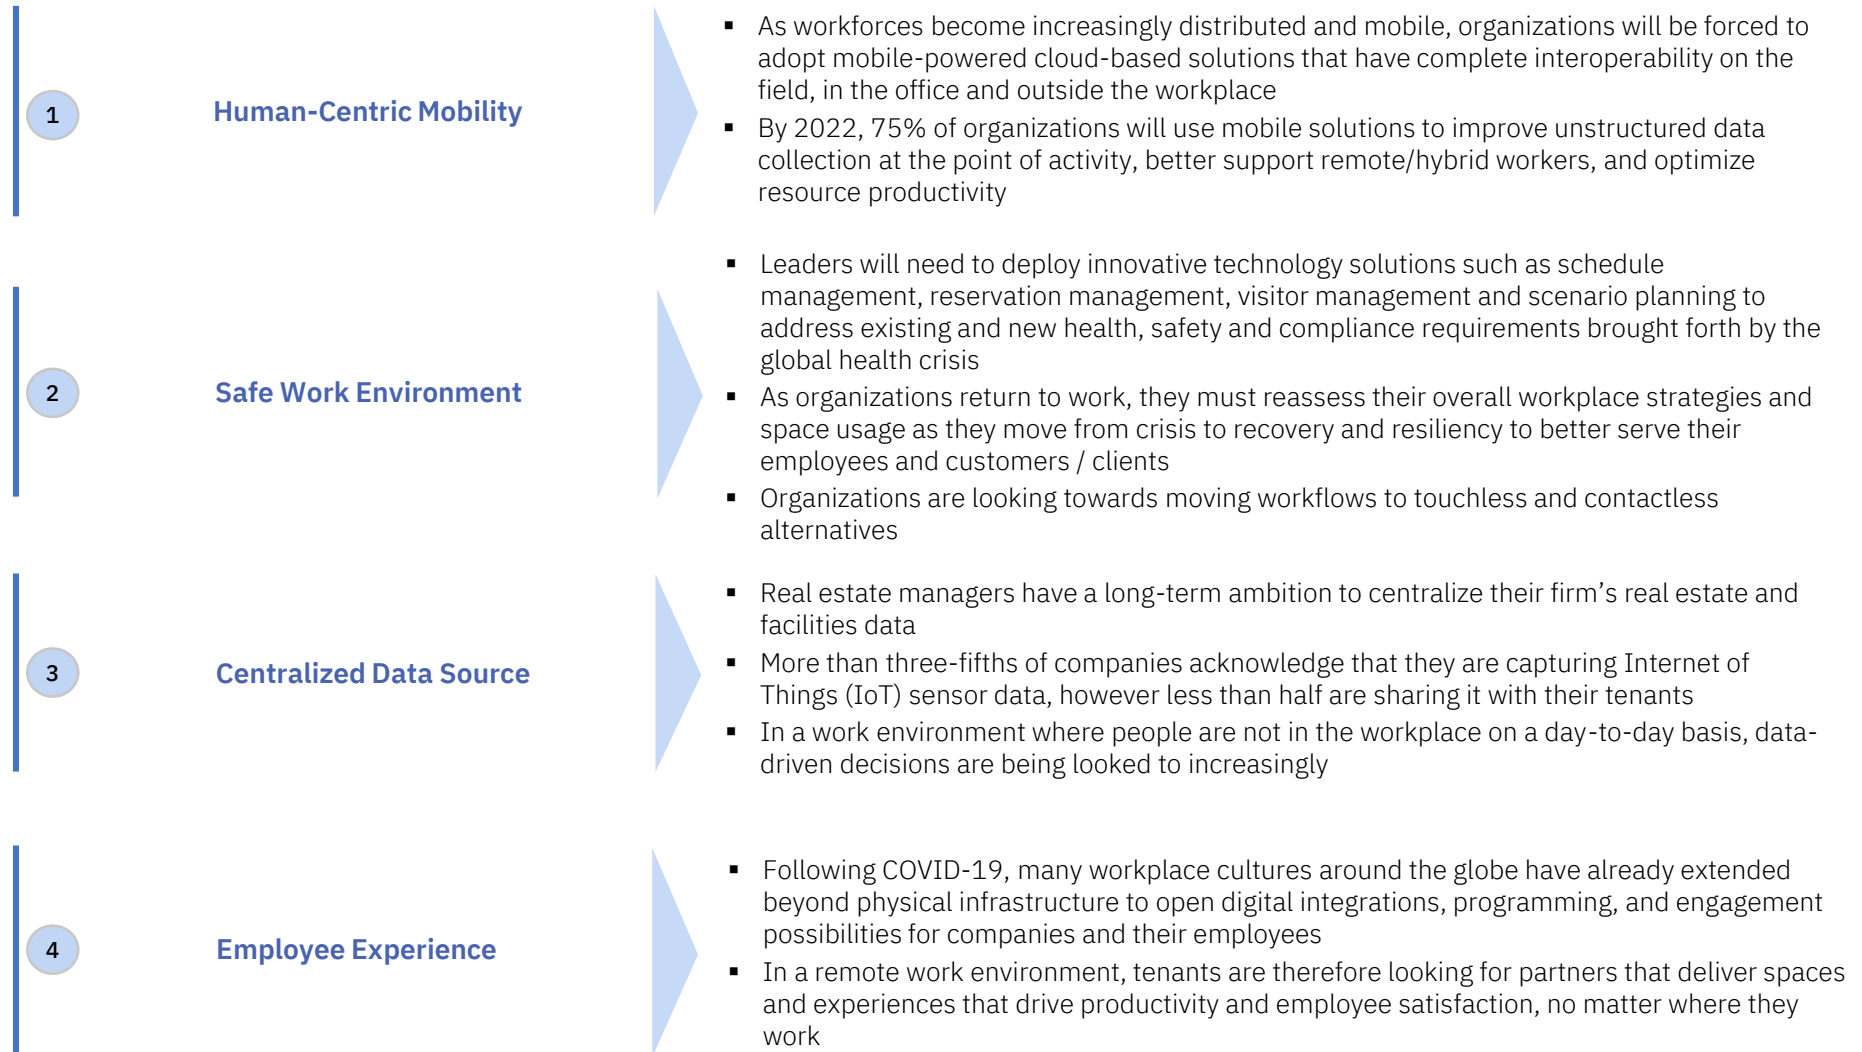 1
Human-Centric Mobility
▪ As workforces become increasingly distributed and mobile, organizations will be forced to
adopt mobile-powered cloud-based solutions that have complete interoperability on the
field, in the office and outside the workplace
▪ By 2022, 75% of organizations will use mobile solutions to improve unstructured data
collection at the point of activity, better support remote/hybrid workers, and optimize
resource productivity
2
Safe Work Environment
▪ Leaders will need to deploy innovative technology solutions such as schedule
management, reservation management, visitor management and scenario planning to
address existing and new health, safety and compliance requirements brought forth by the
global health crisis
▪ As organizations return to work, they must reassess their overall workplace strategies and
space usage as they move from crisis to recovery and resiliency to better serve their
employees and customers / clients
▪ Organizations are looking towards moving workflows to touchless and contactless
alternatives
3
Centralized Data Source
▪ Real estate managers have a long-term ambition to centralize their firm’s real estate and
facilities data
▪ More than three-fifths of companies acknowledge that they are capturing Internet of
Things (IoT) sensor data, however less than half are sharing it with their tenants
▪ In a work environment where people are not in the workplace on a day-to-day basis, data-
driven decisions are being looked to increasingly
4
Employee Experience
▪ Following COVID-19, many workplace cultures around the globe have already extended
beyond physical infrastructure to open digital integrations, programming, and engagement
possibilities for companies and their employees
▪ In a remote work environment, tenants are therefore looking for partners that deliver spaces
and experiences that drive productivity and employee satisfaction, no matter where they
work